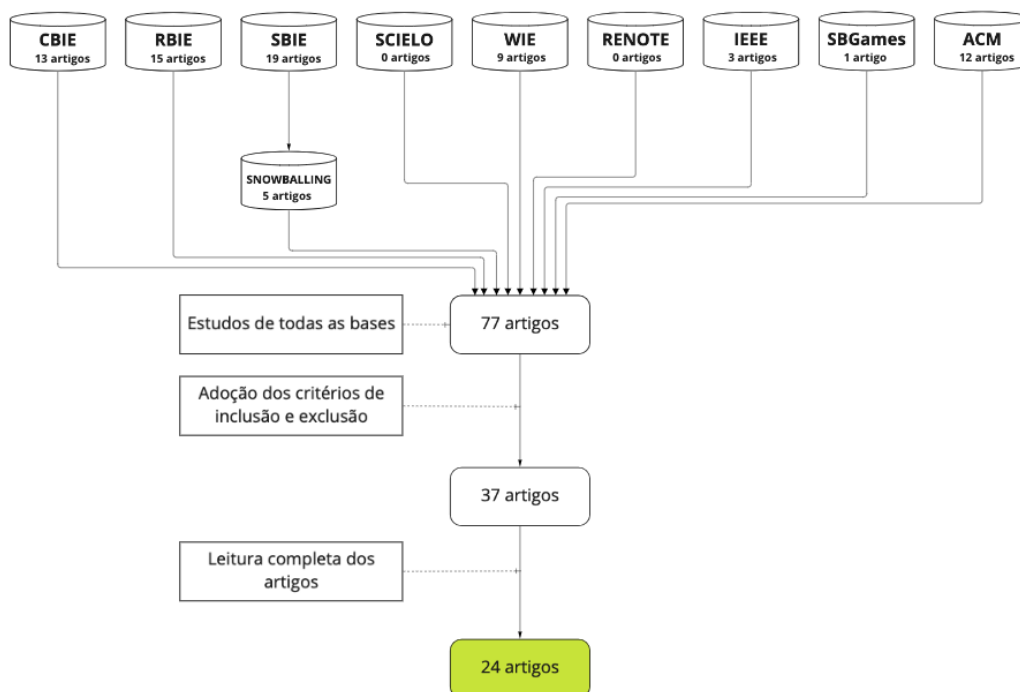 CBIE
13 artigos
RBIE
15 artigos
SBIE
19 artigos
SCIELO
0 artigos
WIE
9 artigos
RENOTE
0 artigos
IEEE
3 artigos
SBGames
1 artigo
ACM
12 artigos
SNOWBALLING
5 artigos
Estudos de todas as bases
77 artigos
Adoção dos critérios de
inclusão e exclusão
37 artigos
Leitura completa dos
artigos
24 artigos